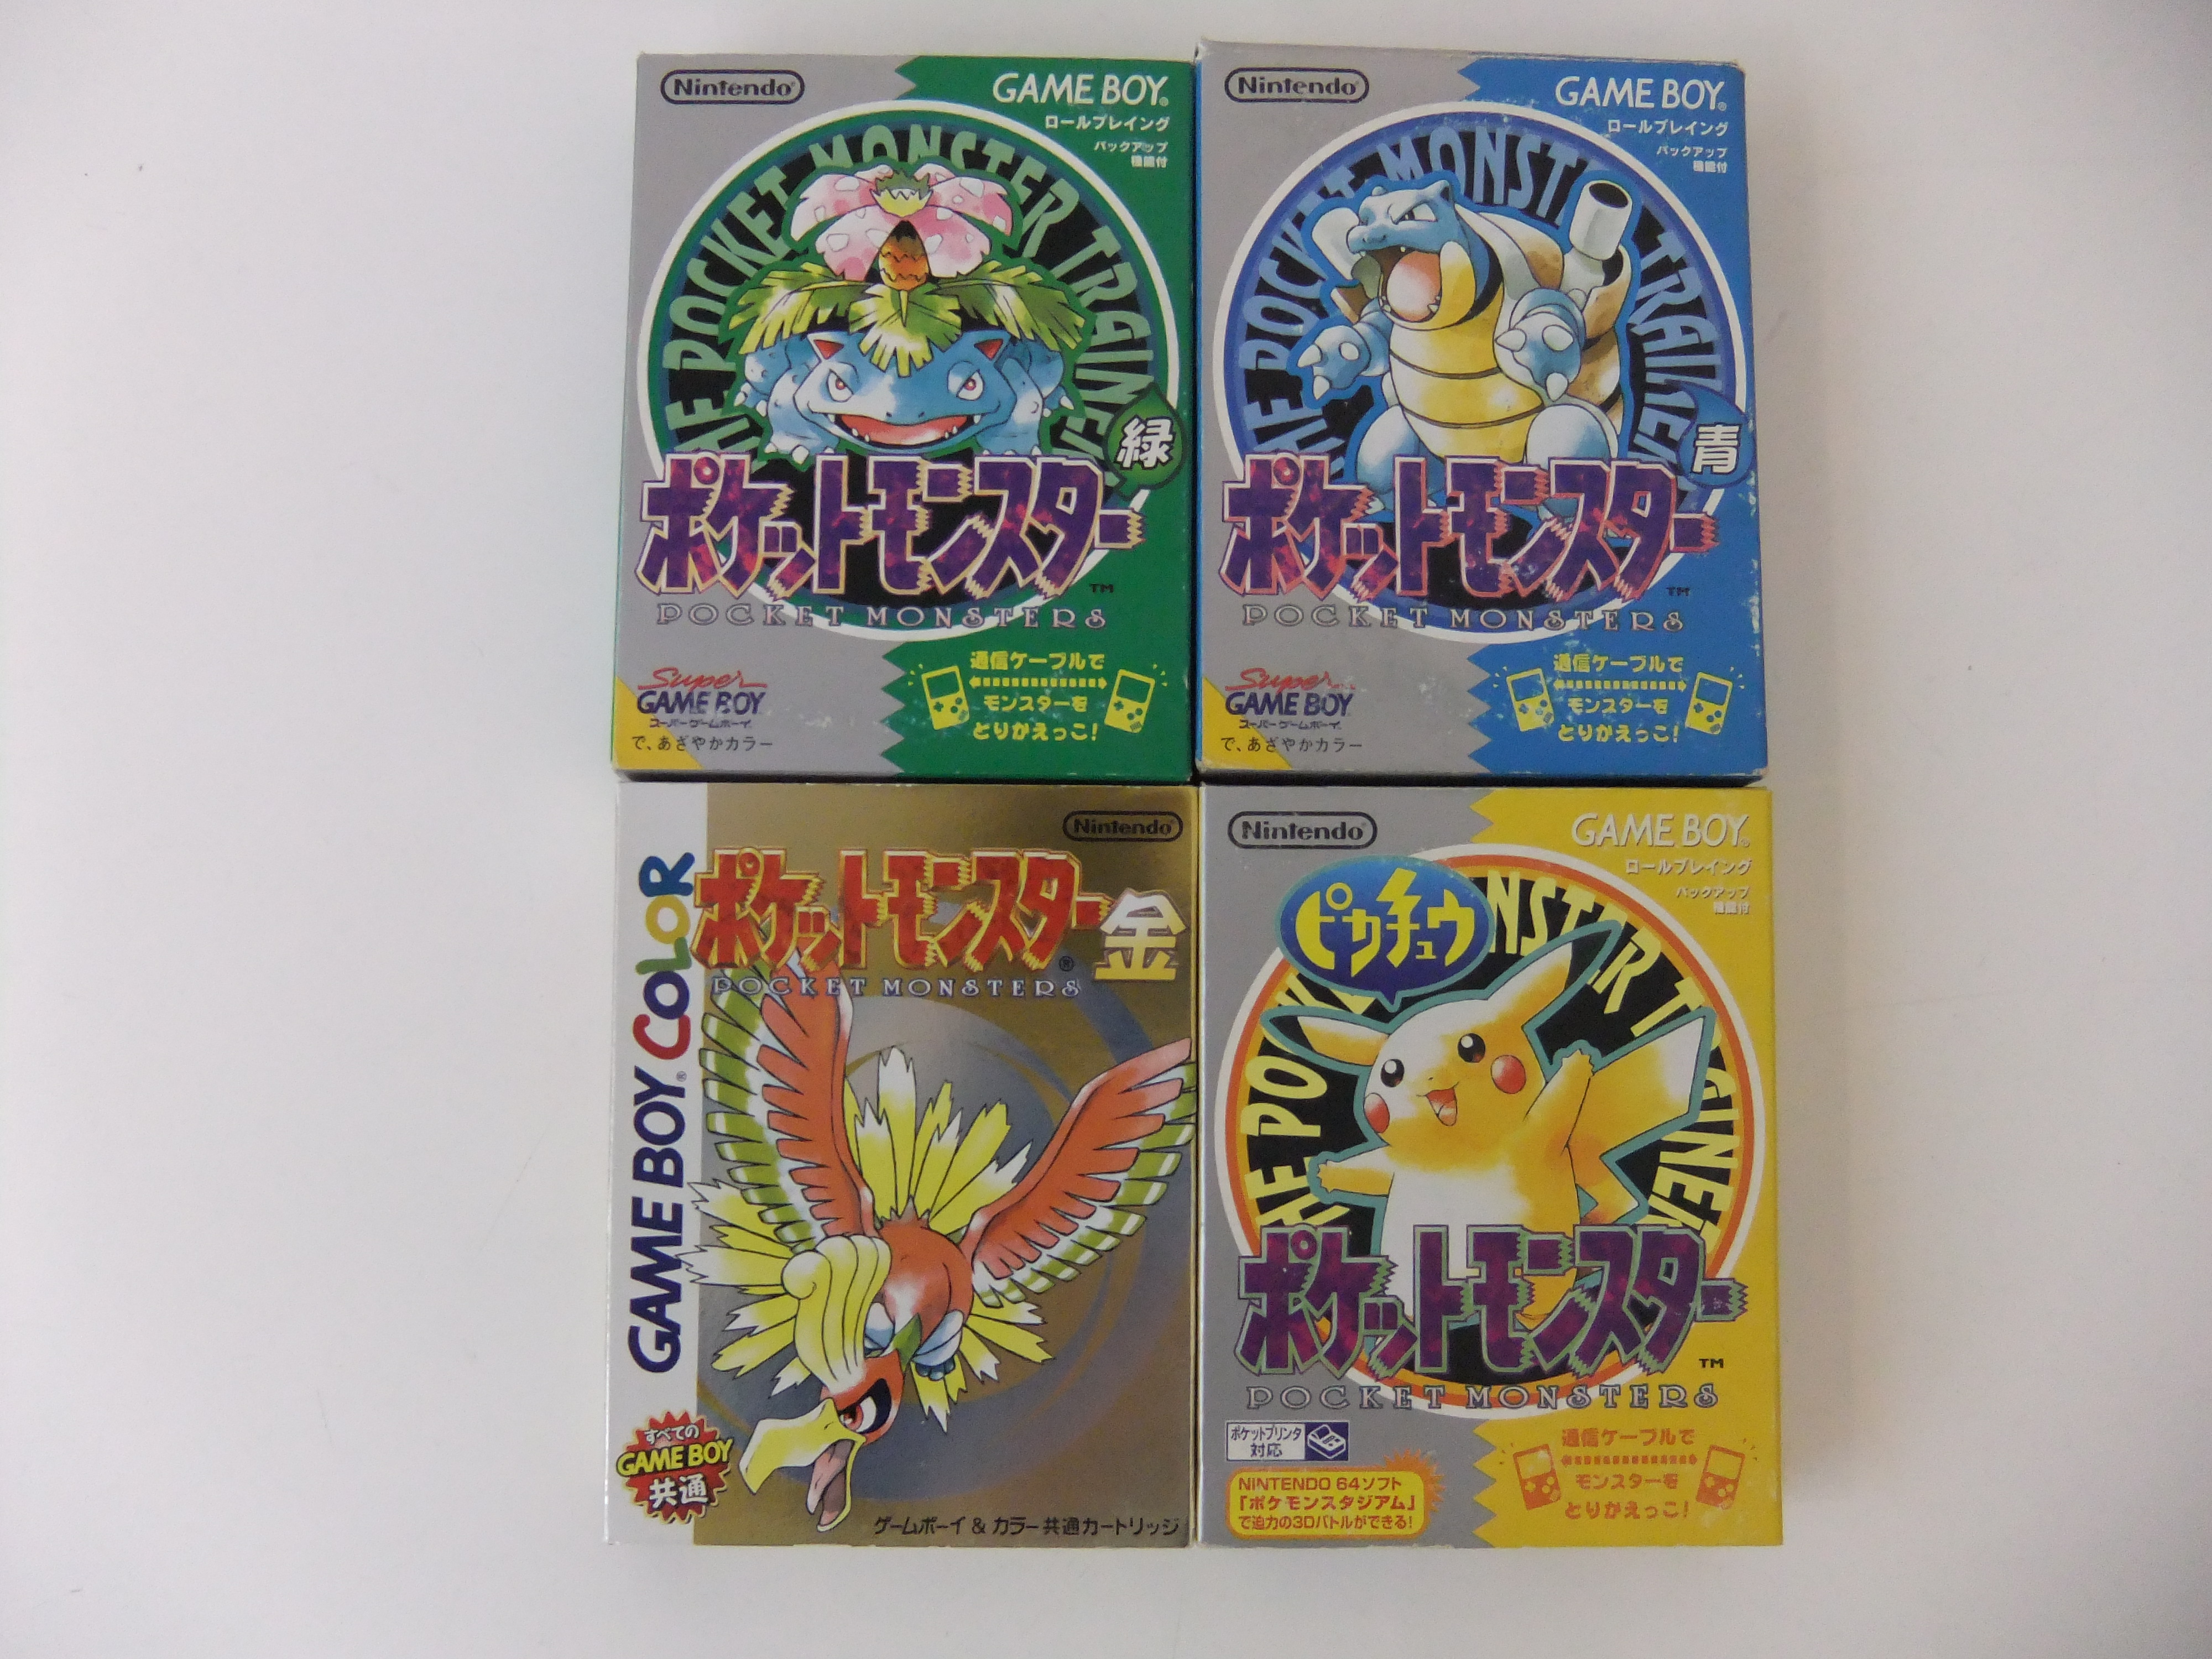 Nintendo®
GAME BOY®
ロールプレイング
バックアップ
機能付
THE POCKET MONSTER TRAINER
緑
ポケットモンスター
TM
POCKET MONSTERS
Super
GAME BOY
スーパーゲームボーイ
で、あざやかカラー
通信ケーブルで
モンスターを
とりかえっこ!
Nintendo®
GAME BOY®
ロールプレイング
バックアップ
機能付
THE POCKET MONSTER TRAINER
青
ポケットモンスター
TM
POCKET MONSTERS
Super
GAME BOY
スーパーゲームボーイ
で、あざやかカラー
通信ケーブルで
モンスターを
とりかえっこ!
GAME BOY® COLOR
Nintendo®
ポケットモンスター金
®
POCKET MONSTERS
すべての
GAME BOY
共通
ゲームボーイ & カラー共通カートリッジ
Nintendo®
GAME BOY®
ロールプレイング
バックアップ
機能付
ピカチュウ
THE POCKET MONSTER TRAINER
ポケットモンスター
TM
POCKET MONSTERS
ポケットプリンタ
対応
NINTENDO 64ソフト
「ポケモンスタジアム」
で迫力の3Dバトルができる!
通信ケーブルで
モンスターを
とりかえっこ!